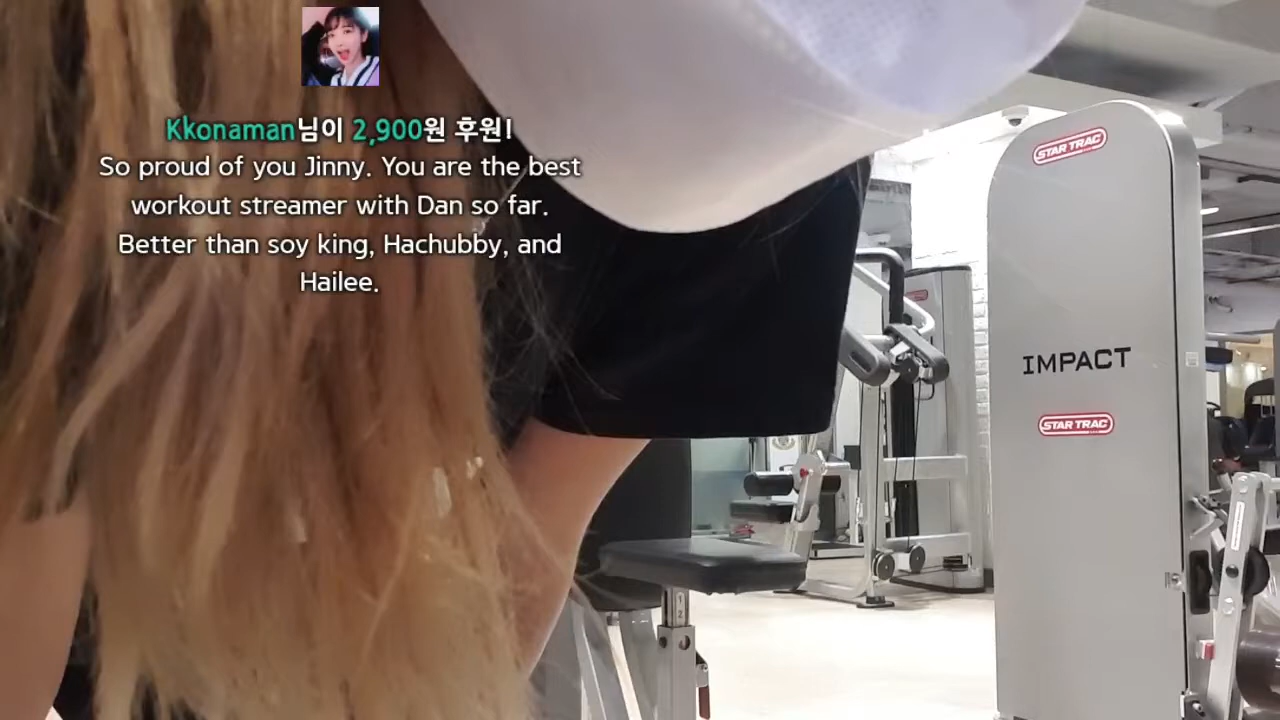 Kkonaman님이 2,900원 후원!
So proud of you Jinny. You are the best
workout streamer with Dan so far.
Better than soy king, Hachubby, and
Hailee.
STAR TRAC
IMPACT
STAR TRAC